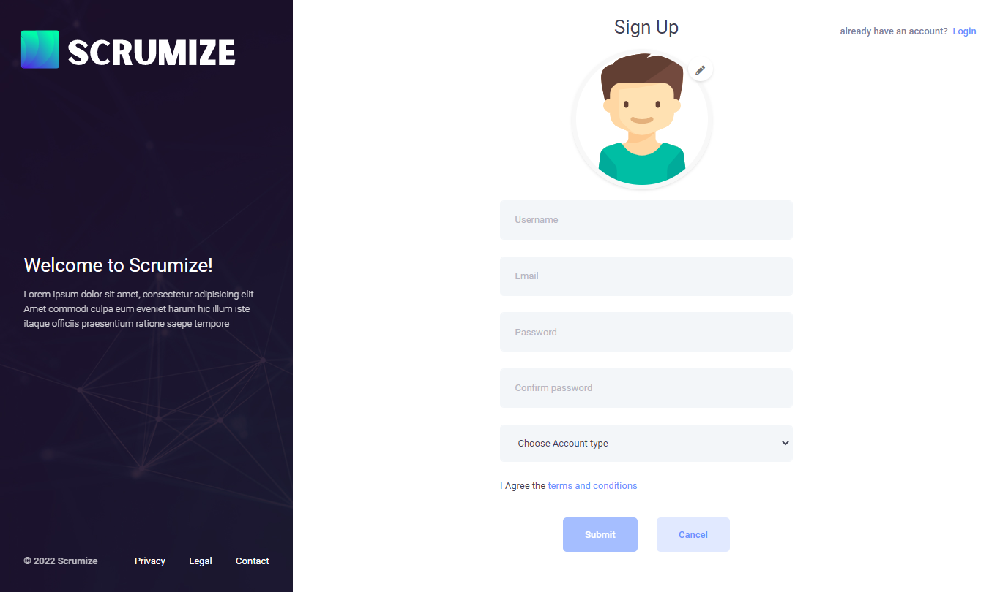 SCRUMIZE
Welcome to Scrumize!
Lorem ipsum dolor sit amet, consectetur adipisicing elit.
Amet commodi culpa eum eveniet harum hic illum iste
itaque officiis praesentium ratione saepe tempore
© 2022 Scrumize Privacy Legal Contact
Sign Up
already have an account? Login
Username
Email
Password
Confirm password
Choose Account type
I Agree the terms and conditions
Submit Cancel